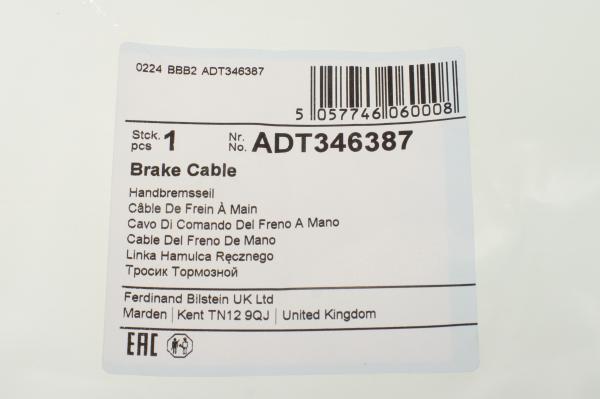 0224 BBB2 ADT346387
5 057746 060008
Stck. pcs 1 Nr. No. ADT346387
Brake Cable
Handbremsseil
Câble De Frein À Main
Cavo Di Comando Del Freno A Mano
Cable Del Freno De Mano
Linka Hamulca Ręcznego
Тросик Тормозной
Ferdinand Bilstein UK Ltd
Marden | Kent TN12 9QJ | United Kingdom
EAC